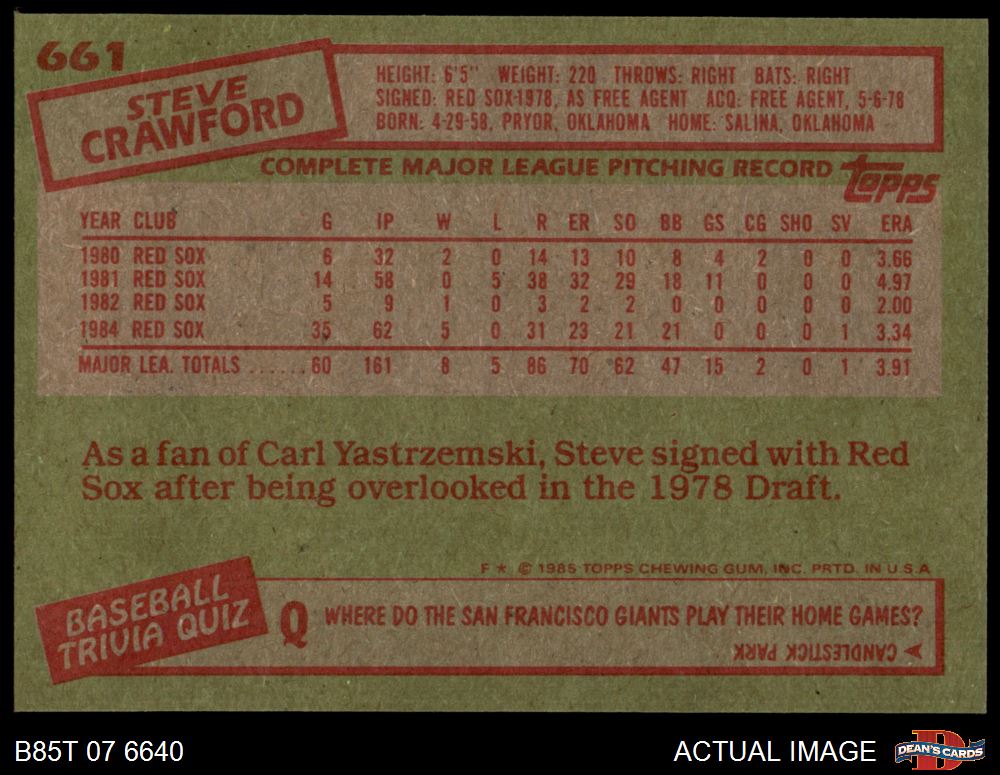 661
STEVE
CRAWFORD
HEIGHT: 6'5" WEIGHT: 220 THROWS: RIGHT BATS: RIGHT
SIGNED: RED SOX-1978, AS FREE AGENT ACQ: FREE AGENT, 5-6-78
BORN: 4-29-58, PRYOR, OKLAHOMA HOME: SALINA, OKLAHOMA
COMPLETE MAJOR LEAGUE PITCHING RECORD
topps
YEAR CLUB G IP W L R ER SO BB GS CG SHO SV ERA
1980 RED SOX 6 32 2 0 14 13 10 8 4 2 0 0 3.66
1981 RED SOX 14 58 0 5 38 32 29 18 11 0 0 0 4.97
1982 RED SOX 5 9 1 0 3 2 2 0 0 0 0 0 2.00
1984 RED SOX 35 62 5 0 31 23 21 21 0 0 0 1 3.34
MAJOR LEA. TOTALS ......60 161 8 5 86 70 62 47 15 2 0 1 3.91
As a fan of Carl Yastrzemski, Steve signed with Red
Sox after being overlooked in the 1978 Draft.
F * © 1985 TOPPS CHEWING GUM, INC. PRTD. IN U.S.A
BASEBALL
TRIVIA QUIZ
Q WHERE DO THE SAN FRANCISCO GIANTS PLAY THEIR HOME GAMES?
A CANDLESTICK PARK
B85T 07 6640
ACTUAL IMAGE
D
DEAN'S CARDS